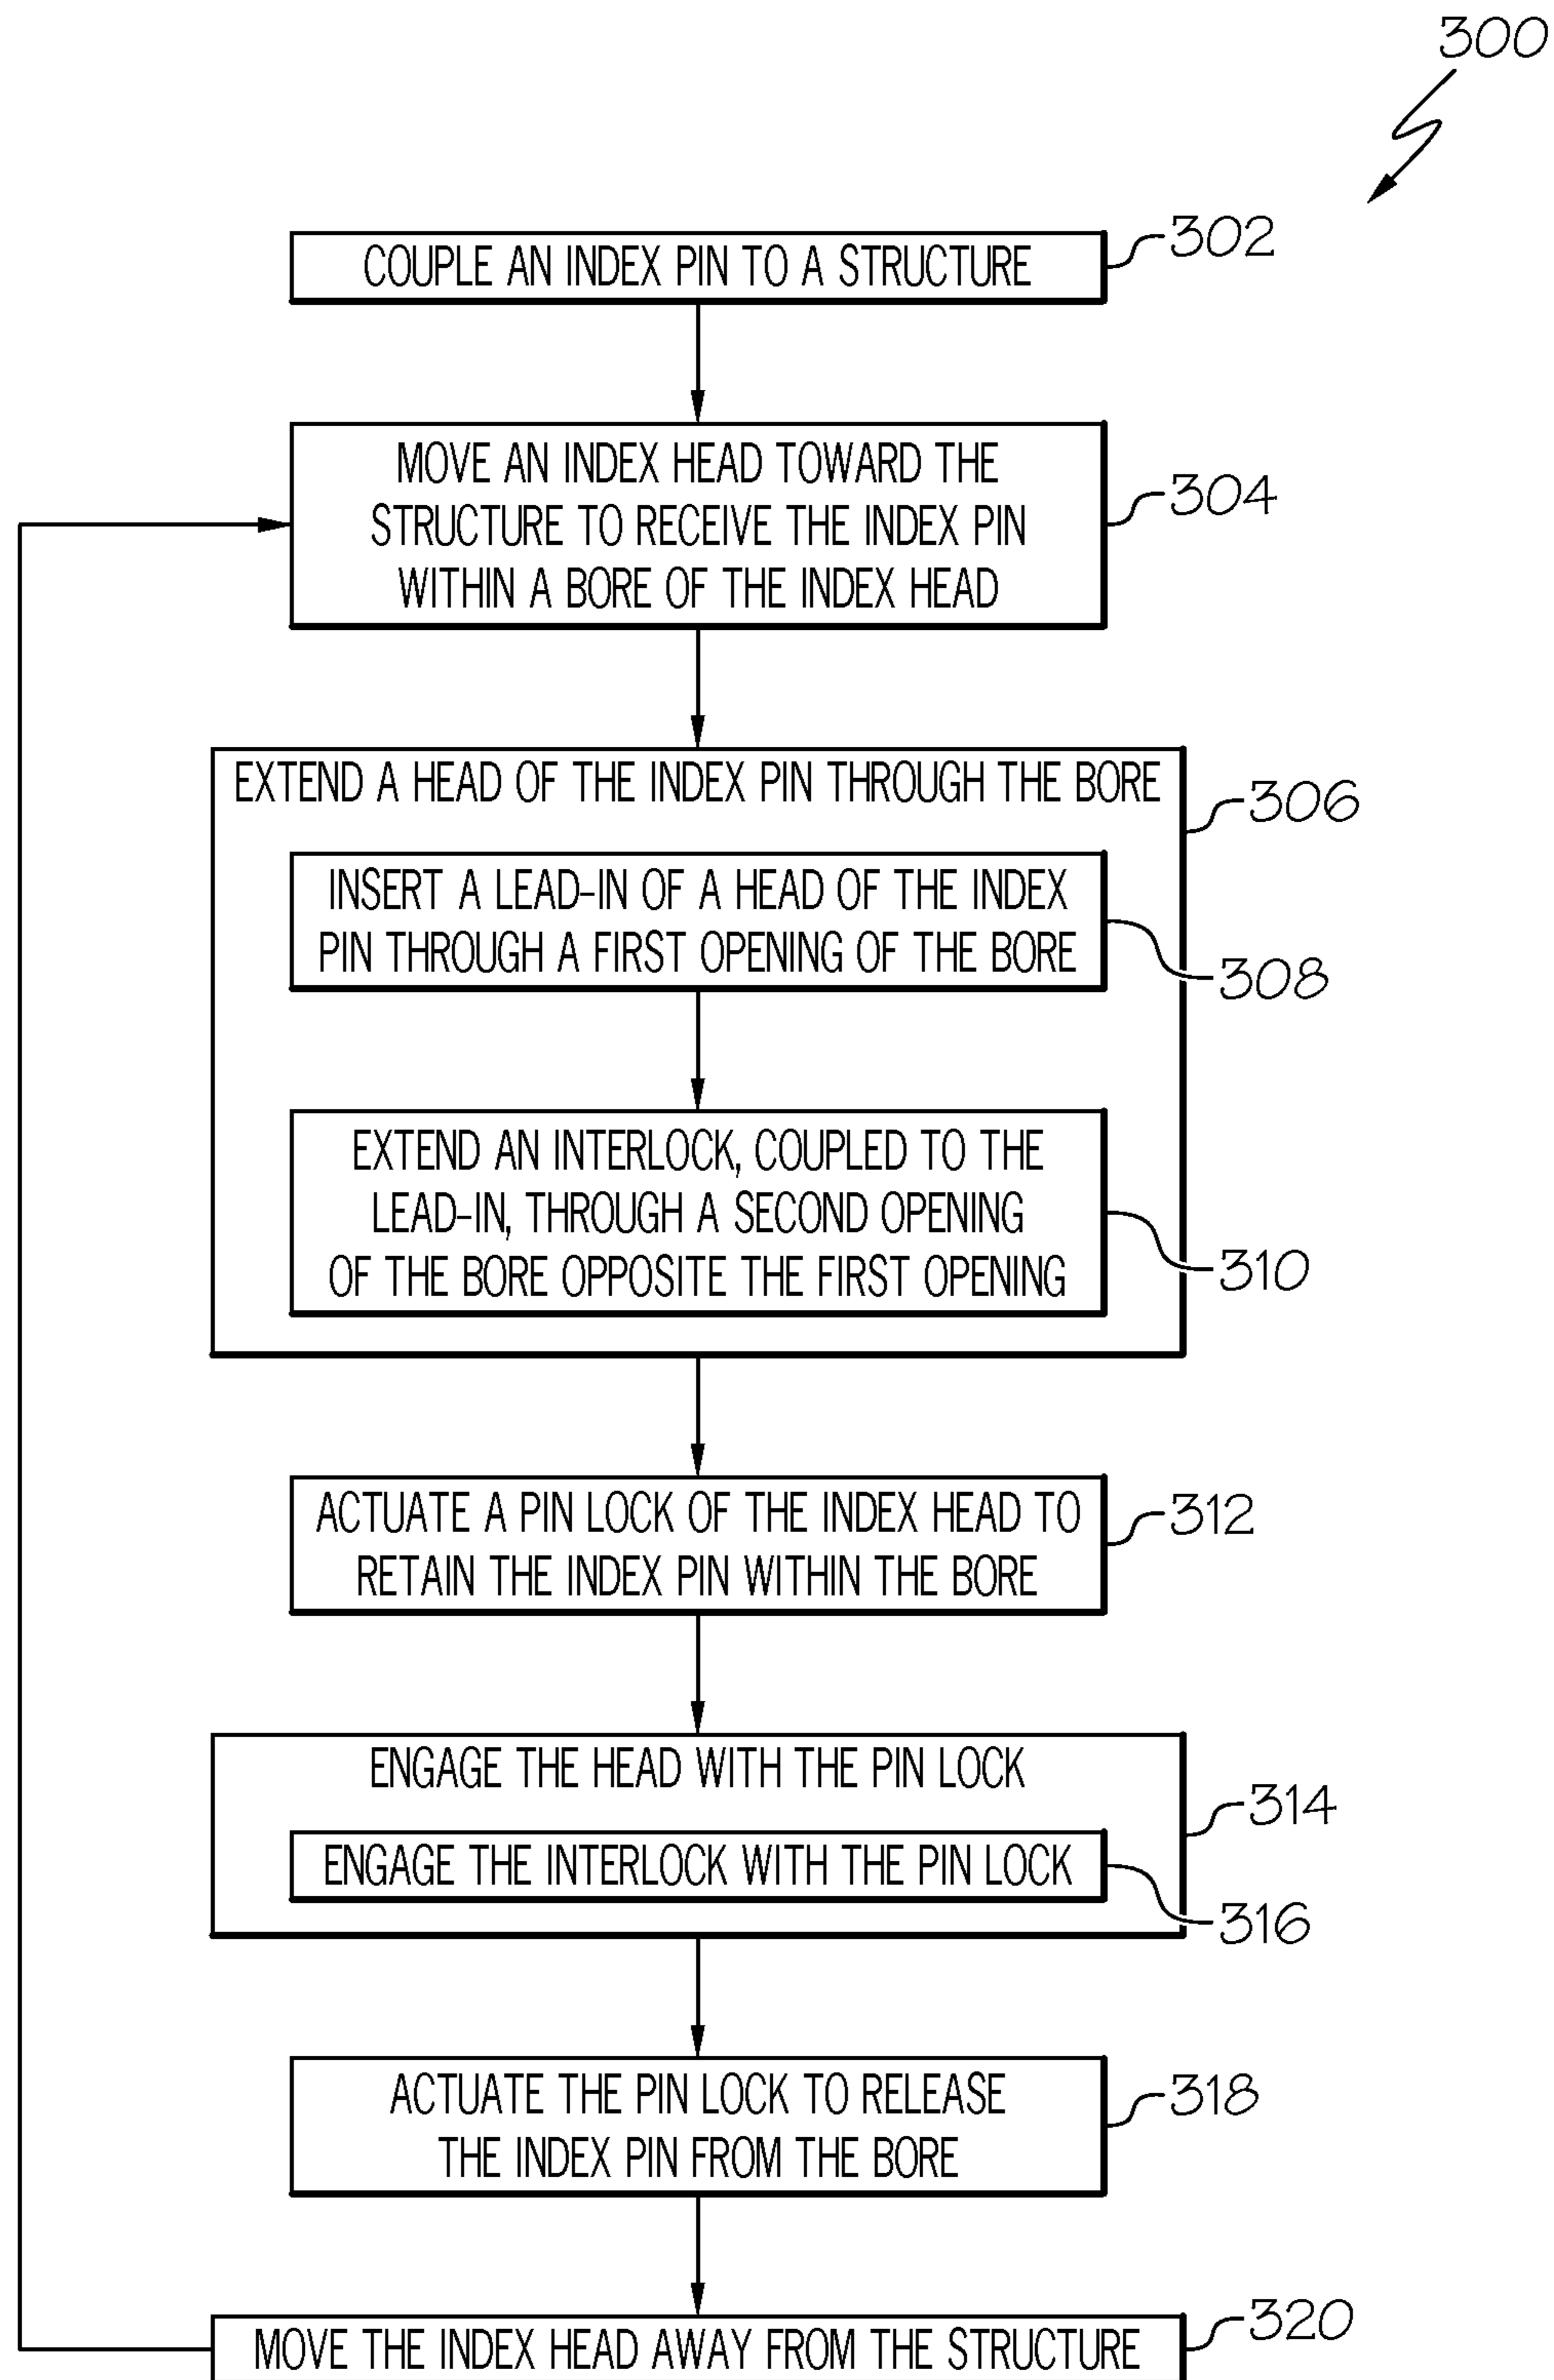 300
COUPLE AN INDEX PIN TO A STRUCTURE
302
MOVE AN INDEX HEAD TOWARD THE
STRUCTURE TO RECEIVE THE INDEX PIN
WITHIN A BORE OF THE INDEX HEAD
304
EXTEND A HEAD OF THE INDEX PIN THROUGH THE BORE
306
INSERT A LEAD-IN OF A HEAD OF THE INDEX
PIN THROUGH A FIRST OPENING OF THE BORE
308
EXTEND AN INTERLOCK, COUPLED TO THE
LEAD-IN, THROUGH A SECOND OPENING
OF THE BORE OPPOSITE THE FIRST OPENING
310
ACTUATE A PIN LOCK OF THE INDEX HEAD TO
RETAIN THE INDEX PIN WITHIN THE BORE
312
ENGAGE THE HEAD WITH THE PIN LOCK
314
ENGAGE THE INTERLOCK WITH THE PIN LOCK
316
ACTUATE THE PIN LOCK TO RELEASE
THE INDEX PIN FROM THE BORE
318
MOVE THE INDEX HEAD AWAY FROM THE STRUCTURE
320